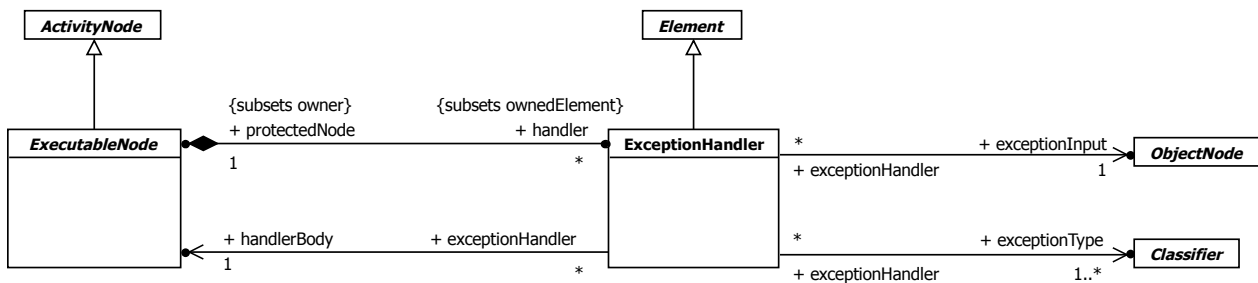 ActivityNode
Element
{subsets owner}
{subsets ownedElement}
+ protectedNode
+ handler
ExecutableNode
ExceptionHandler
1
*
*
+ exceptionInput
ObjectNode
+ exceptionHandler
1
+ handlerBody
+ exceptionHandler
1
*
*
+ exceptionType
Classifier
+ exceptionHandler
1..*